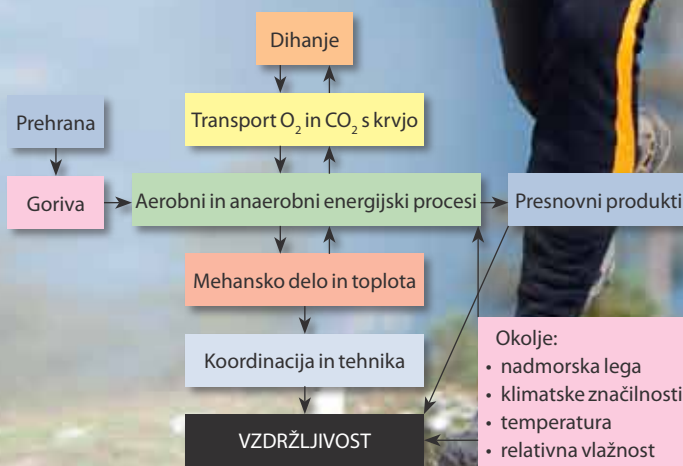 Dihanje
Transport O₂ in CO₂ s krvjo
Prehrana
Goriva
Aerobni in anaerobni energijski procesi
Presnovni produkti
Mehansko delo in toplota
Koordinacija in tehnika
VZDRŽLJIVOST
Okolje:
• nadmorska lega
• klimatske značilnosti
• temperatura
• relativna vlažnost